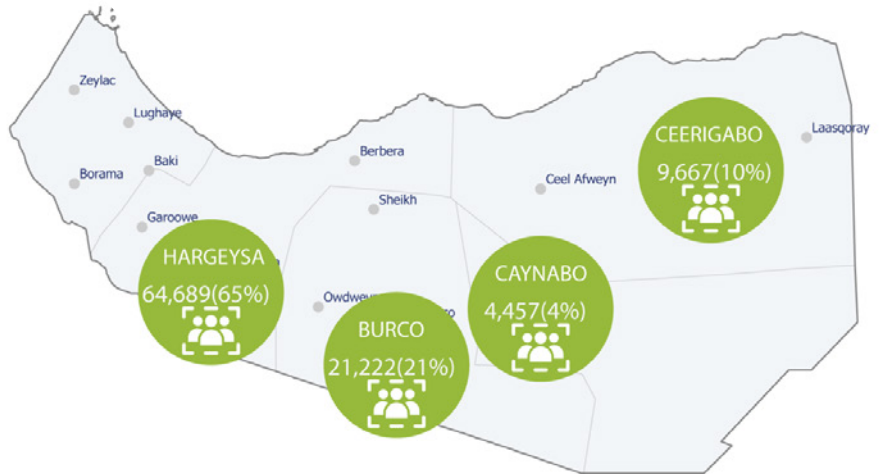 Zeylac
Lughaye
Baki
Borama
Garoowe
Berbera
Sheikh
Ceel Afweyn
Laasqoray
CEERIGABO
9,667(10%)
HARGEYSA
64,689(65%)
CAYNABO
4,457(4%)
BURCO
21,222(21%)